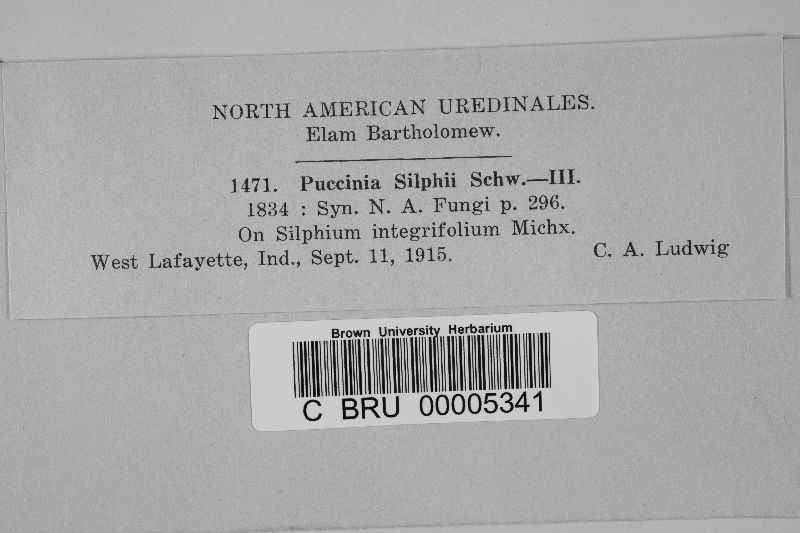 NORTH AMERICAN UREDINALES.
Elam Bartholomew.
1471. Puccinia Silphii Schw.—III.
1834 : Syn. N. A. Fungi p. 296.
On Silphium integrifolium Michx.
West Lafayette, Ind., Sept. 11, 1915. C. A. Ludwig
Brown University Herbarium
C BRU 00005341